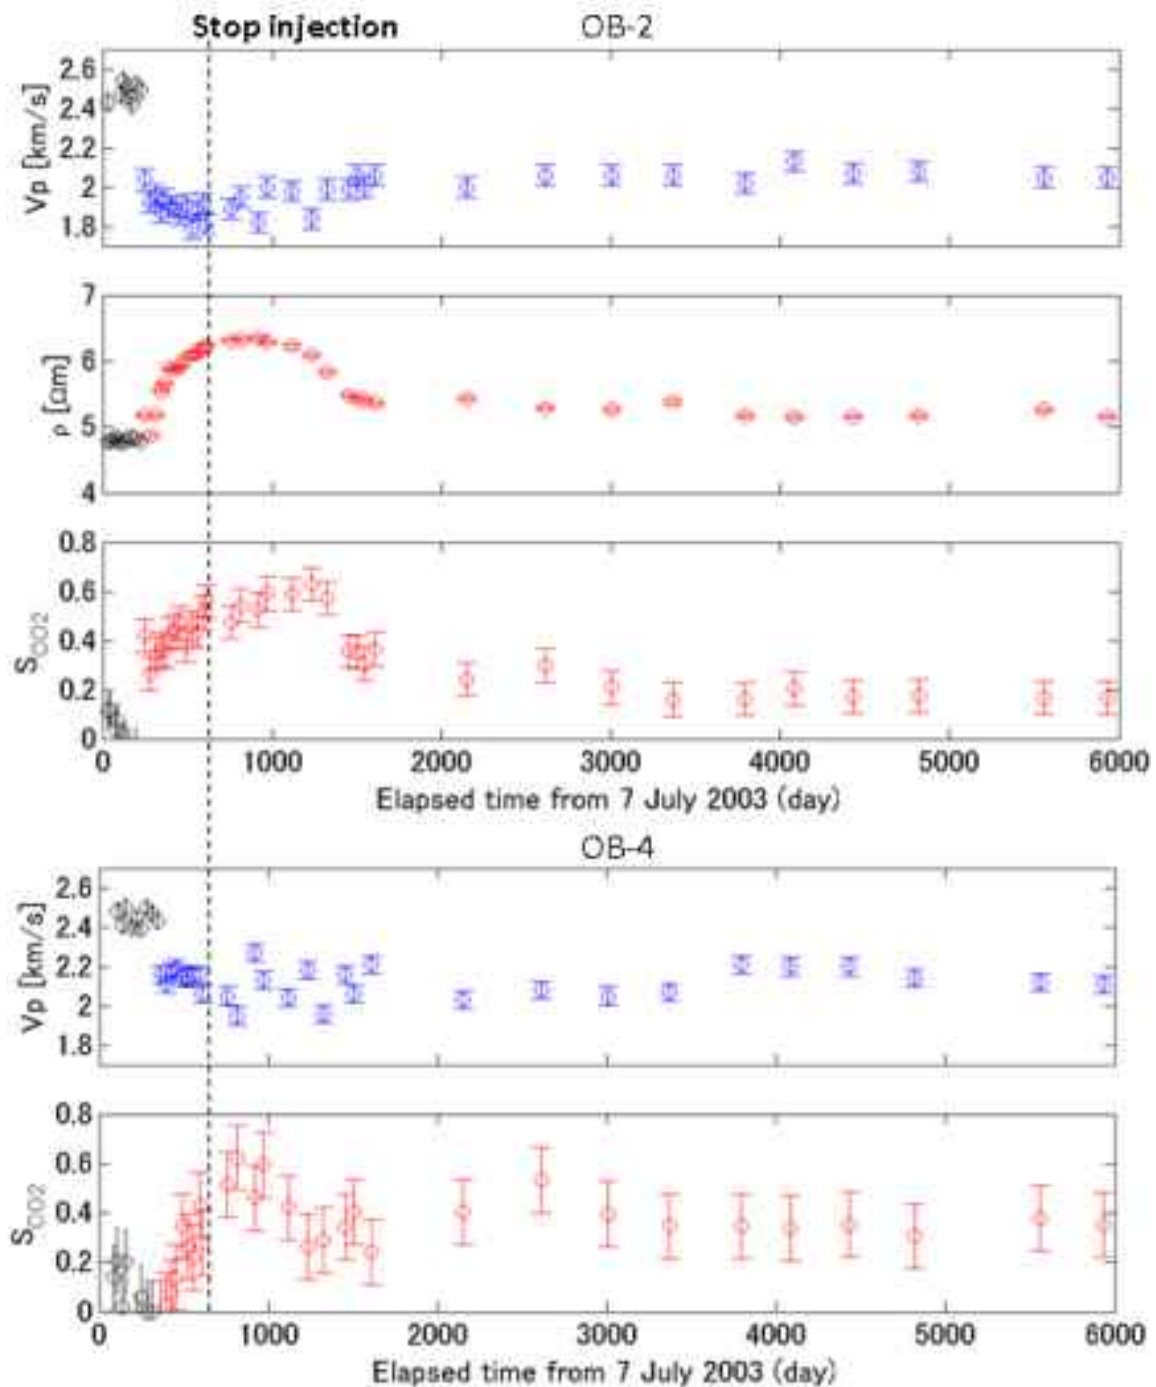 Stop injection OB-2
2.6
2.4
2.2
2
1.8
Vp [km/s]
7
6
5
4
ρ [Ωm]
0.8
0.6
0.4
0.2
0
SCO2
0 1000 2000 3000 4000 5000 6000
Elapsed time from 7 July 2003 (day)
OB-4
2.6
2.4
2.2
2
1.8
Vp [km/s]
0.8
0.6
0.4
0.2
0
SCO2
0 1000 2000 3000 4000 5000 6000
Elapsed time from 7 July 2003 (day)